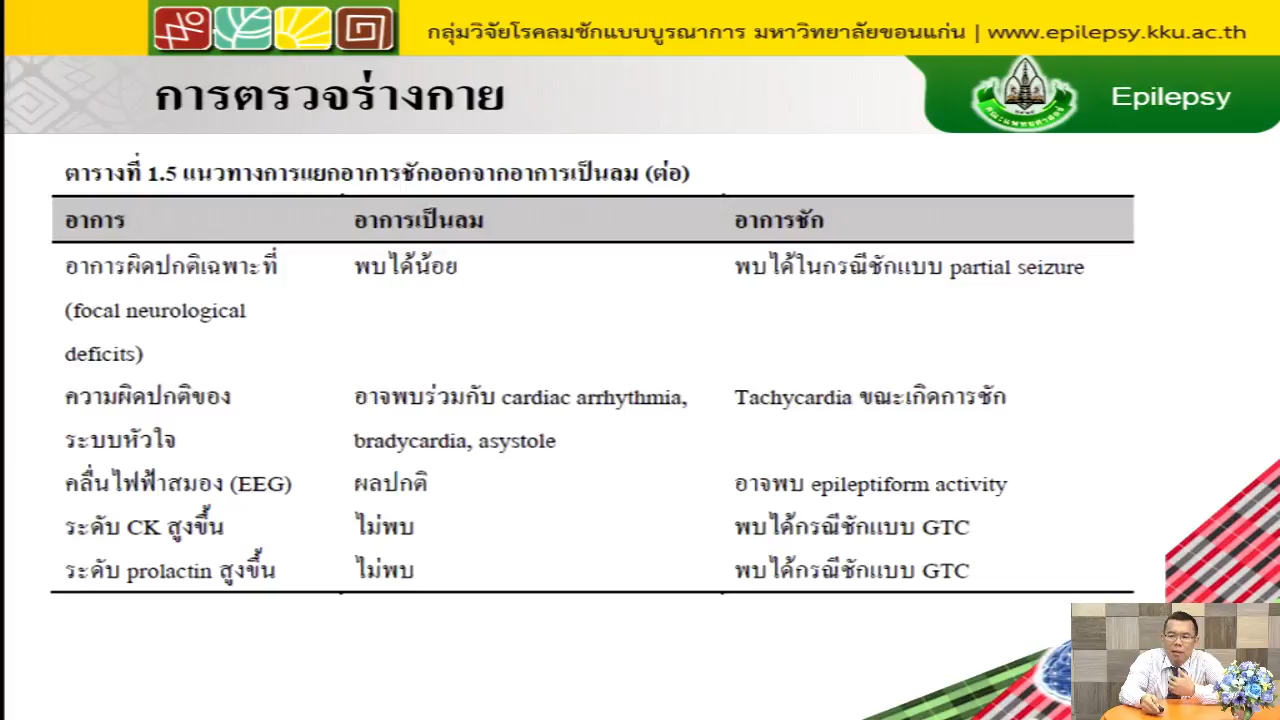 กลุ่มวิจัยโรคลมชักแบบบูรณาการ มหาวิทยาลัยขอนแก่น | www.epilepsy.kku.ac.th
การตรวจร่างกาย
Epilepsy
คณะแพทยศาสตร์
ตารางที่ 1.5 แนวทางการแยกอาการชักออกจากอาการเป็นลม (ต่อ)
อาการ อาการเป็นลม อาการชัก
อาการผิดปกติเฉพาะที่ พบได้น้อย พบได้ในกรณีชักแบบ partial seizure
(focal neurological
deficits)
ความผิดปกติของ อาจพบร่วมกับ cardiac arrhythmia, Tachycardia ขณะเกิดการชัก
ระบบหัวใจ bradycardia, asystole
คลื่นไฟฟ้าสมอง (EEG) ผลปกติ อาจพบ epileptiform activity
ระดับ CK สูงขึ้น ไม่พบ พบได้กรณีชักแบบ GTC
ระดับ prolactin สูงขึ้น ไม่พบ พบได้กรณีชักแบบ GTC